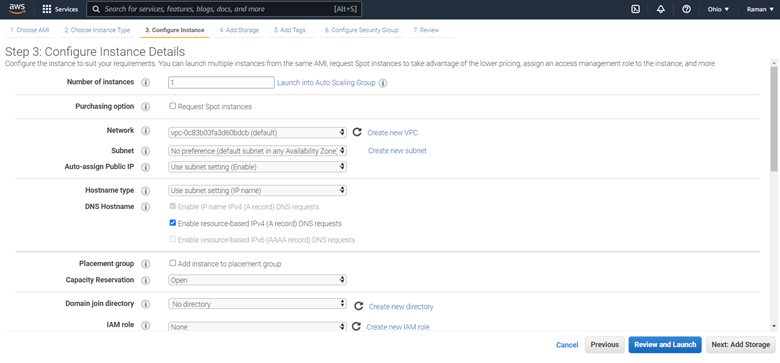 aws Services Search for services, features, blogs, docs, and more [Alt+S] Ohio Raman
1. Choose AMI 2. Choose Instance Type 3. Configure Instance 4. Add Storage 5. Add Tags 6. Configure Security Group 7. Review
Step 3: Configure Instance Details
Configure the instance to suit your requirements. You can launch multiple instances from the same AMI, request Spot instances to take advantage of the lower pricing, assign an access management role to the instance, and more.
Number of instances 1 Launch into Auto Scaling Group
Purchasing option Request Spot instances
Network vpc-0c83b03fa3d60bdcb (default) Create new VPC
Subnet No preference (default subnet in any Availability Zone) Create new subnet
Auto-assign Public IP Use subnet setting (Enable)
Hostname type Use subnet setting (IP name)
DNS Hostname Enable IP name IPv4 (A record) DNS requests
Enable resource-based IPv4 (A record) DNS requests
Enable resource-based IPv6 (AAAA record) DNS requests
Placement group Add instance to placement group
Capacity Reservation Open
Domain join directory No directory Create new directory
IAM role None Create new IAM role
Cancel Previous Review and Launch Next: Add Storage